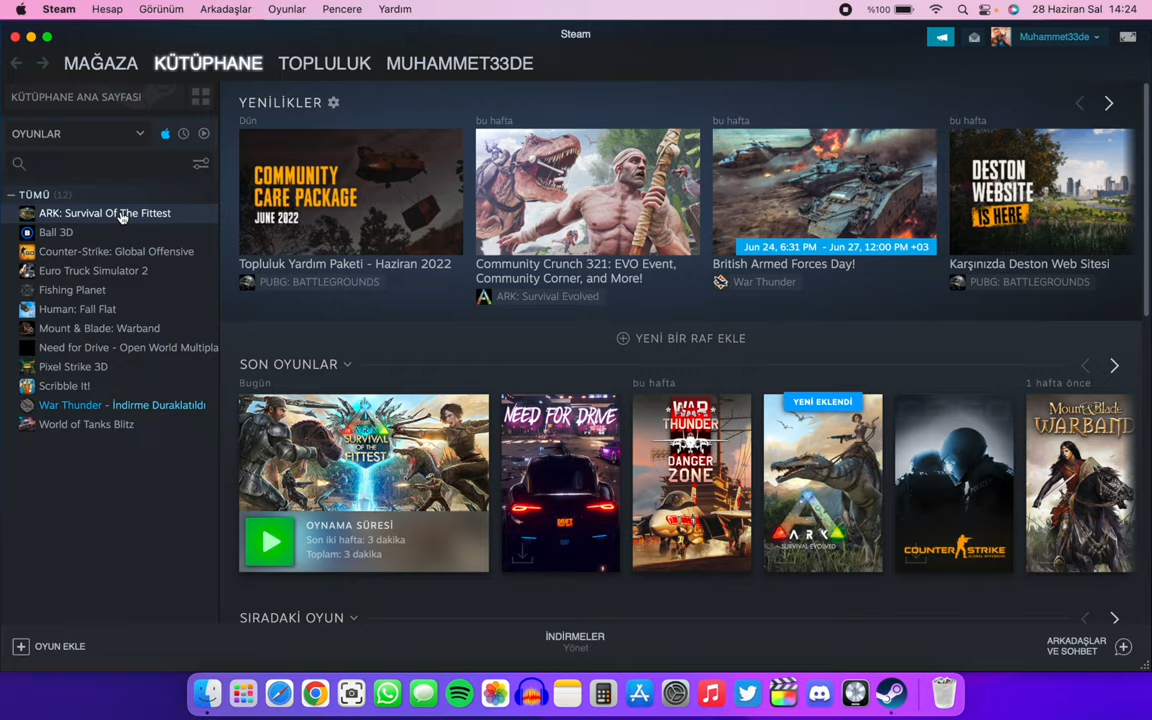 Steam Hesap Görünüm Arkadaşlar Oyunlar Pencere Yardım %100 28 Haziran Sal 14:24
Steam
Muhammet33de
MAĞAZA KÜTÜPHANE TOPLULUK MUHAMMET33DE
KÜTÜPHANE ANA SAYFASI
OYUNLAR
TÜMÜ (12)
ARK: Survival Of The Fittest
Ball 3D
Counter-Strike: Global Offensive
Euro Truck Simulator 2
Fishing Planet
Human: Fall Flat
Mount & Blade: Warband
Need for Drive - Open World Multipla
Pixel Strike 3D
Scribble It!
War Thunder - İndirme Duraklatıldı
World of Tanks Blitz
OYUN EKLE
YENİLİKLER
Dün
COMMUNITY
CARE PACKAGE
JUNE 2022
Topluluk Yardım Paketi - Haziran 2022
PUBG: BATTLEGROUNDS
bu hafta
Community Crunch 321: EVO Event,
Community Corner, and More!
ARK: Survival Evolved
bu hafta
Jun 24, 6:31 PM - Jun 27, 12:00 PM +03
British Armed Forces Day!
War Thunder
bu hafta
DESTON
WEBSITE
IS HERE
Karşınızda Deston Web Sitesi
PUBG: BATTLEGROUNDS
YENİ BİR RAF EKLE
SON OYUNLAR
Bugün
ARK
SURVIVAL
OF THE
FITTEST
OYNAMA SÜRESİ
Son iki hafta: 3 dakika
Toplam: 3 dakika
NEED FOR DRIVE
bu hafta
WAR
THUNDER
DANGER
ZONE
YENİ EKLENDİ
ARK
SURVIVAL EVOLVED
COUNTER STRIKE
GLOBAL OFFENSIVE
1 hafta önce
Mount&Blade
WARBAND
SIRADAKİ OYUN
İNDİRMELER
Yönet
ARKADAŞLAR
VE SOHBET